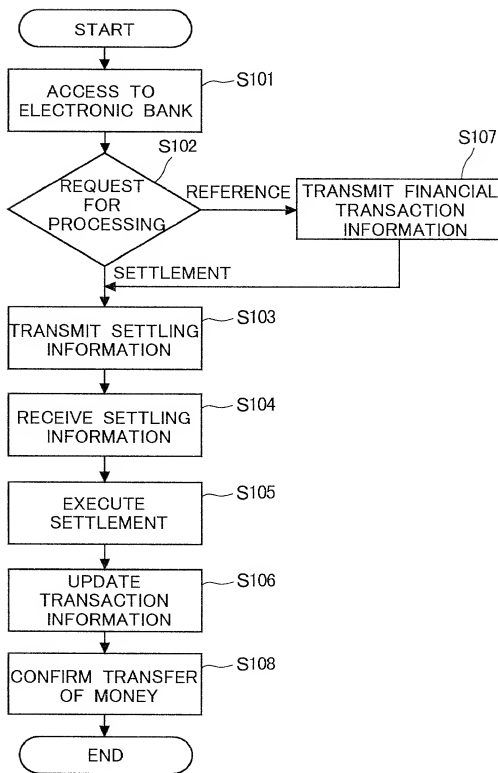 START
ACCESS TO
ELECTRONIC BANK
S101
S102
REQUEST
FOR
PROCESSING
REFERENCE
S107
TRANSMIT FINANCIAL
TRANSACTION
INFORMATION
SETTLEMENT
S103
TRANSMIT SETTLING
INFORMATION
S104
RECEIVE SETTLING
INFORMATION
S105
EXECUTE
SETTLEMENT
S106
UPDATE
TRANSACTION
INFORMATION
S108
CONFIRM TRANSFER
OF MONEY
END